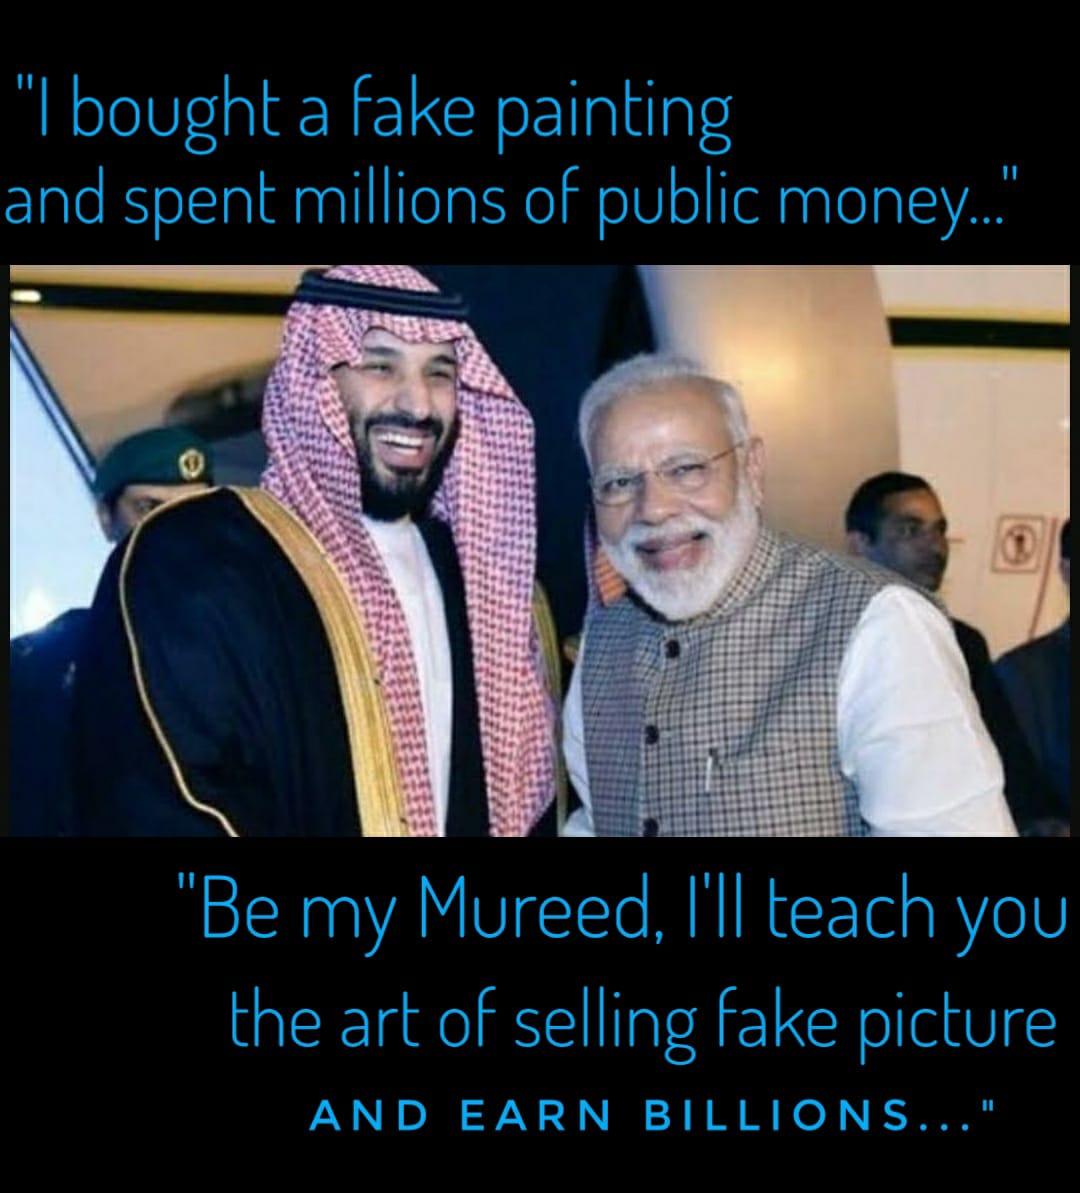 "I bought a fake painting
and spent millions of public money..."
"Be my Mureed, I'll teach you
the art of selling fake picture
AND EARN BILLIONS..."